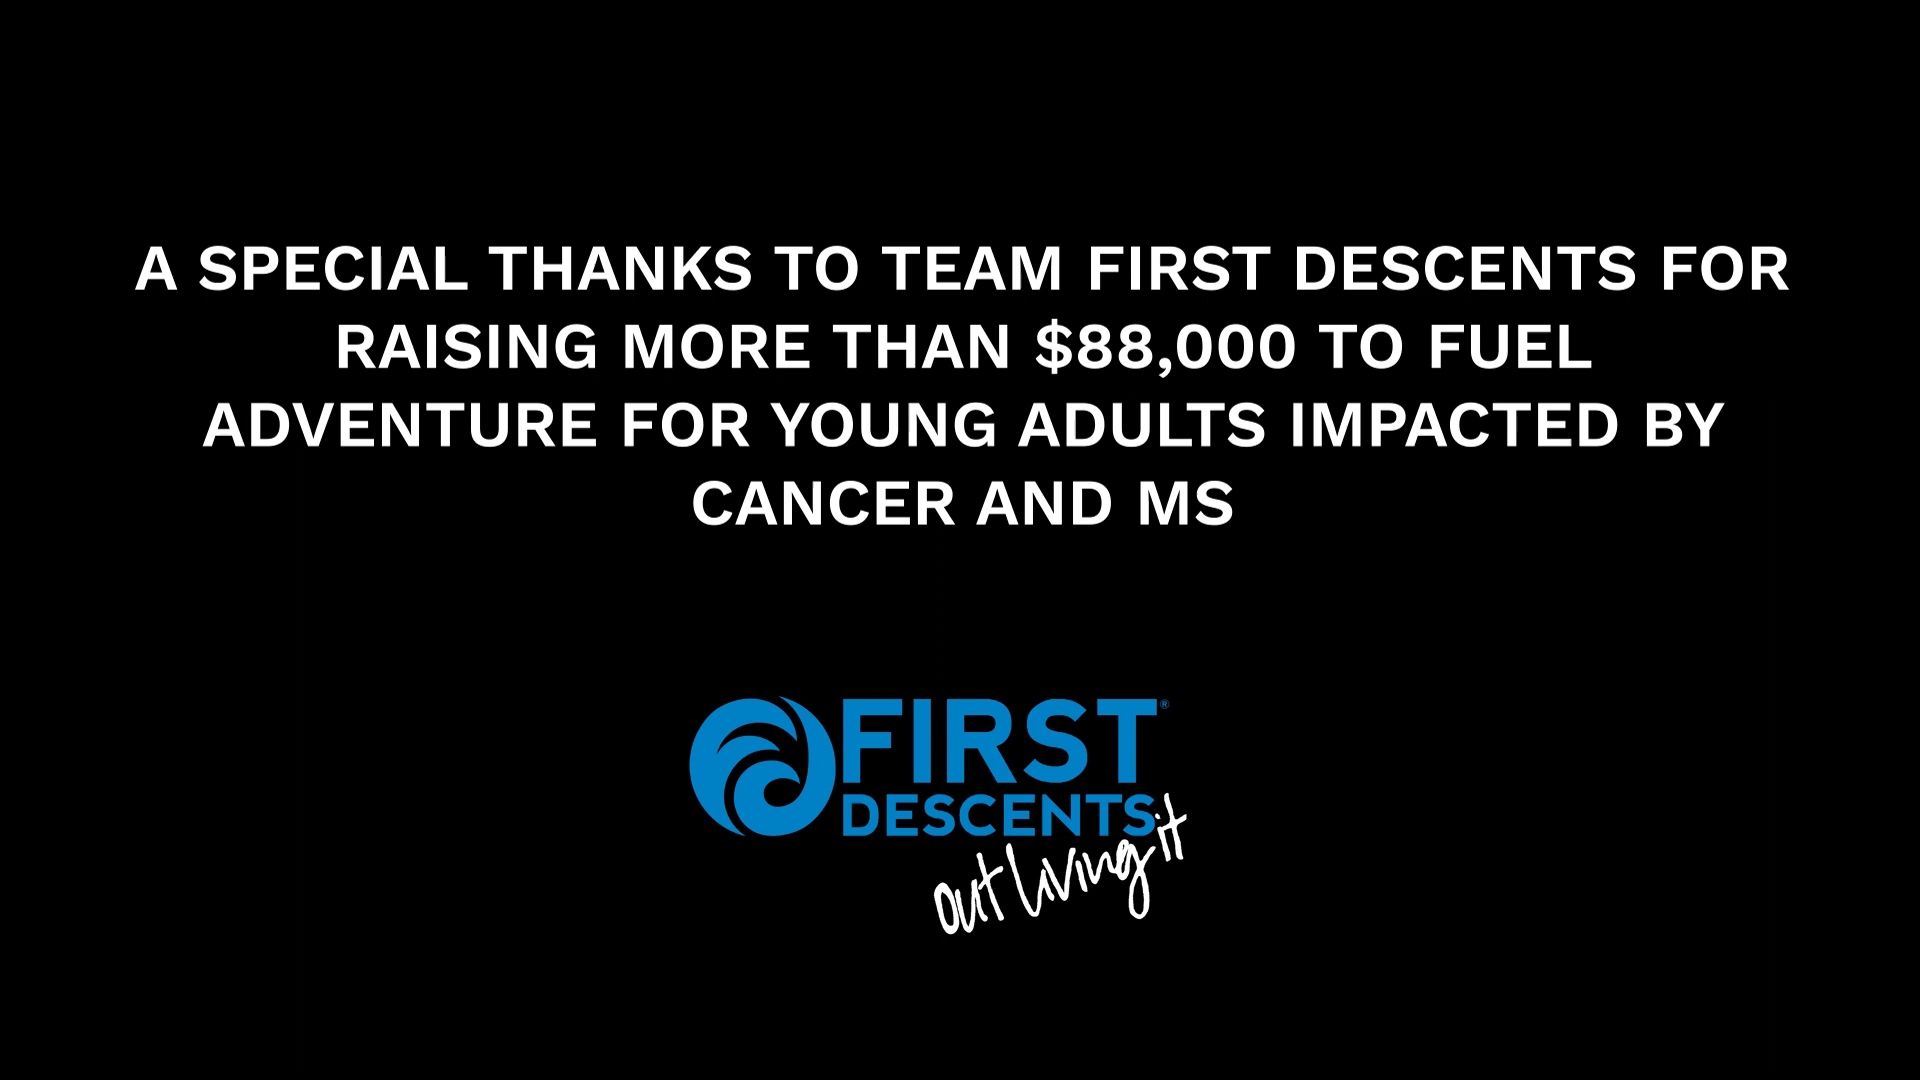 A SPECIAL THANKS TO TEAM FIRST DESCENTS FOR
RAISING MORE THAN $88,000 TO FUEL
ADVENTURE FOR YOUNG ADULTS IMPACTED BY
CANCER AND MS
FIRST®
DESCENTS
out living it